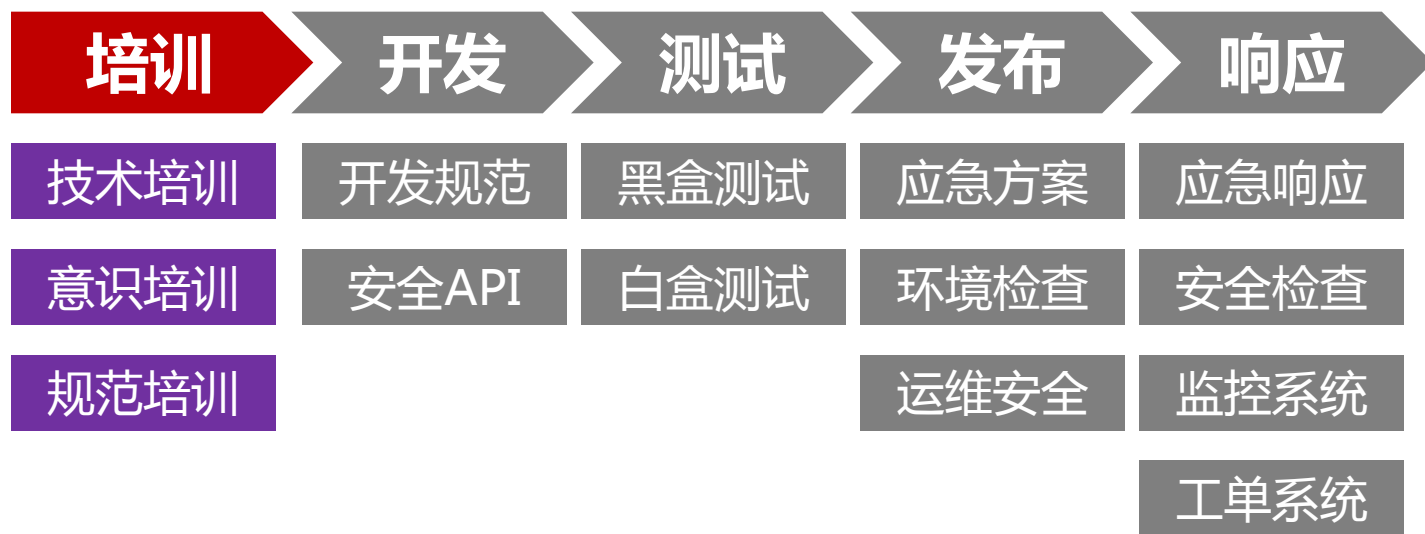 培训 开发 测试 发布 响应
技术培训 开发规范 黑盒测试 应急方案 应急响应
意识培训 安全API 白盒测试 环境检查 安全检查
规范培训 运维安全 监控系统
工单系统